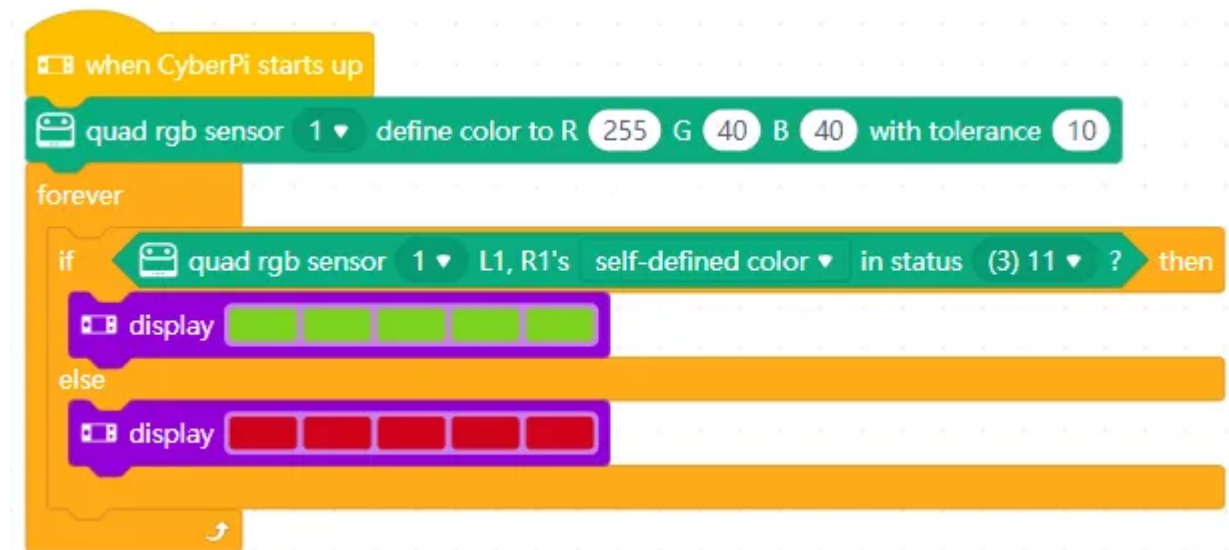 when CyberPi starts up
quad rgb sensor 1 define color to R 255 G 40 B 40 with tolerance 10
forever
if quad rgb sensor 1 L1, R1's self-defined color in status (3) 11 ? then
display
else
display